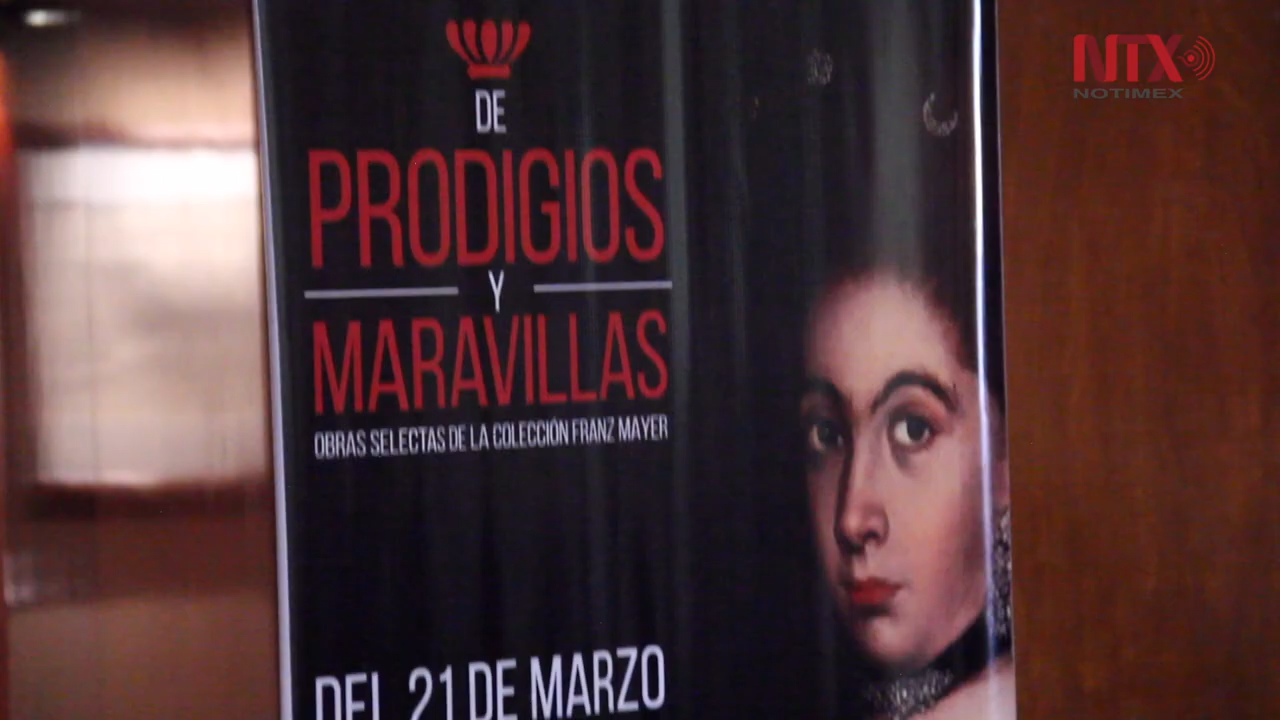 NTX
NOTIMEX
DE
PRODIGIOS
Y
MARAVILLAS
OBRAS SELECTAS DE LA COLECCIÓN FRANZ MAYER
DEL 21 DE MARZO